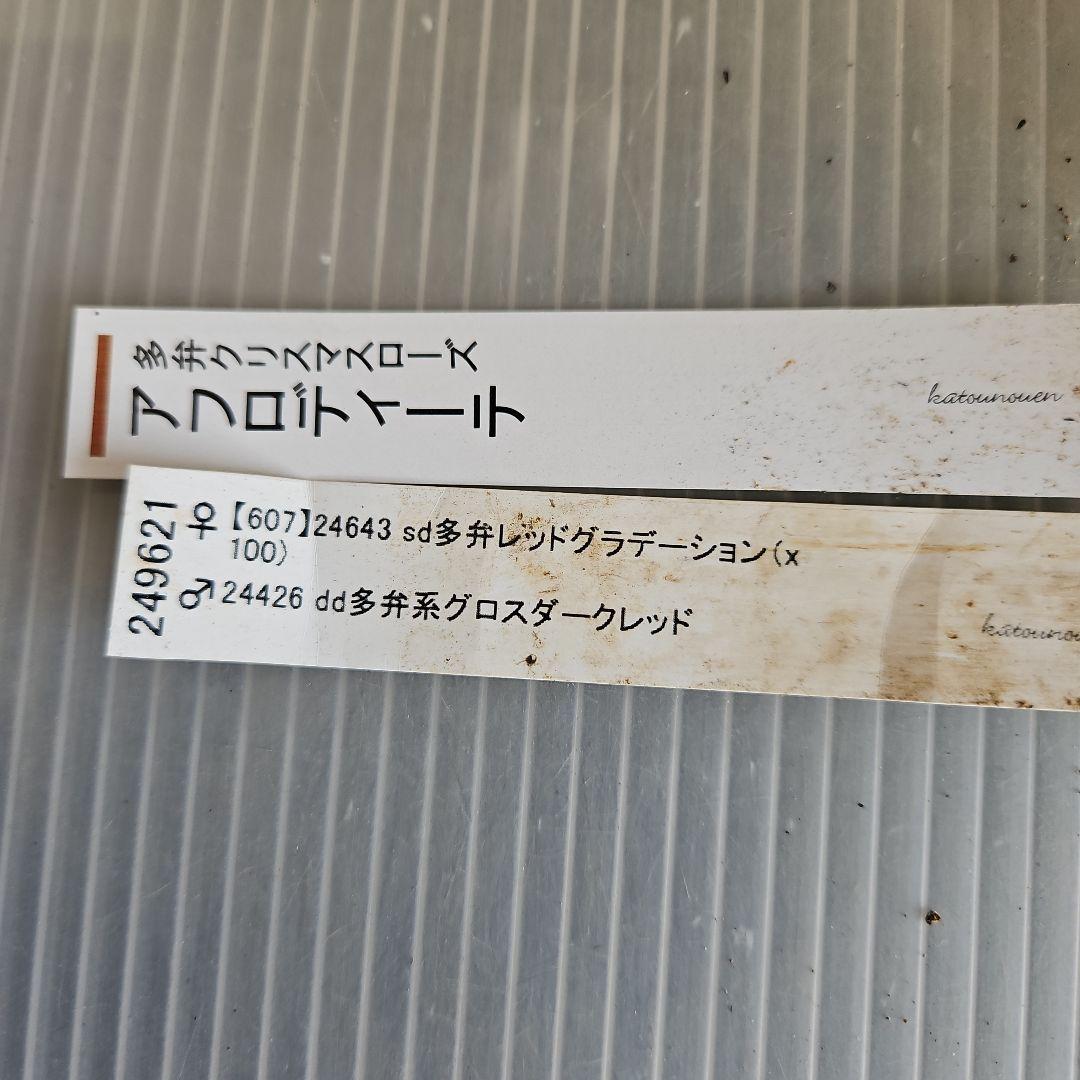 多弁クリスマスローズ
アフロディーテ
katounouen
249621
♀【607】24643 sd多弁レッドグラデーション(x
100)
♂24426 dd多弁系グロスダークレッド
katounou